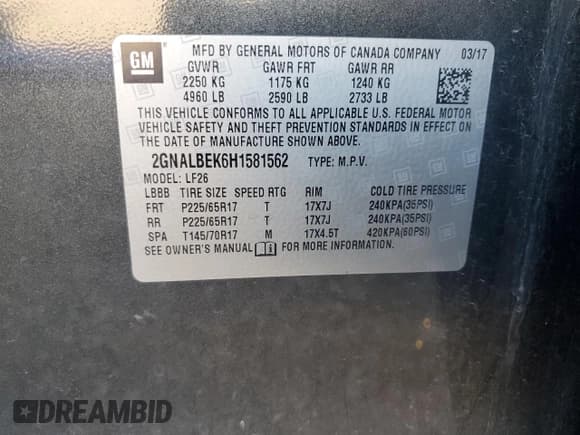 GM
MFD BY GENERAL MOTORS OF CANADA COMPANY 03/17
GVWR GAWR FRT GAWR RR
2250 KG 1175 KG 1240 KG
4960 LB 2590 LB 2733 LB
THIS VEHICLE CONFORMS TO ALL APPLICABLE U.S. FEDERAL MOTOR
VEHICLE SAFETY AND THEFT PREVENTION STANDARDS IN EFFECT ON
THE DATE OF MANUFACTURE SHOWN ABOVE.
2GNALBEK6H1581562 TYPE: M.P.V.
MODEL: LF26
LBBB TIRE SIZE SPEED RTG RIM COLD TIRE PRESSURE
FRT P225/65R17 T 17X7J 240KPA(35PSI)
RR P225/65R17 T 17X7J 240KPA(35PSI)
SPA T145/70R17 M 17X4.5T 420KPA(60PSI)
SEE OWNER'S MANUAL i FOR MORE INFORMATION.
DREAMBID